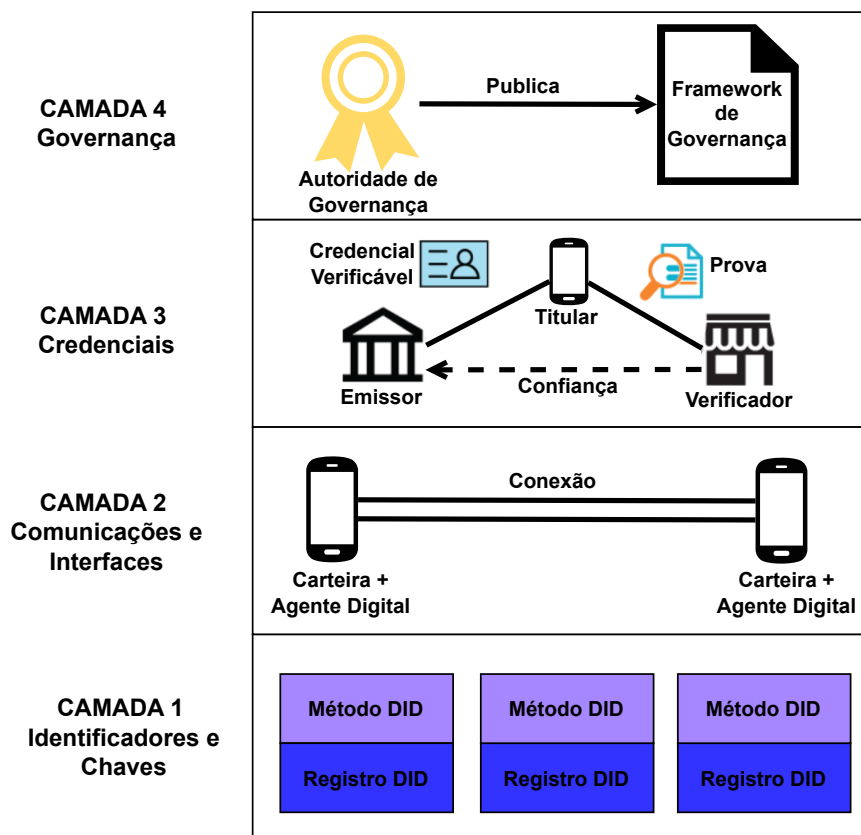 CAMADA 4
Governança
Publica
Framework
de
Governança
Autoridade de
Governança
CAMADA 3
Credenciais
Credencial
Verificável
Prova
Titular
Emissor
Confiança
Verificador
CAMADA 2
Comunicações e
Interfaces
Conexão
Carteira +
Agente Digital
Carteira +
Agente Digital
CAMADA 1
Identificadores e
Chaves
Método DID
Método DID
Método DID
Registro DID
Registro DID
Registro DID